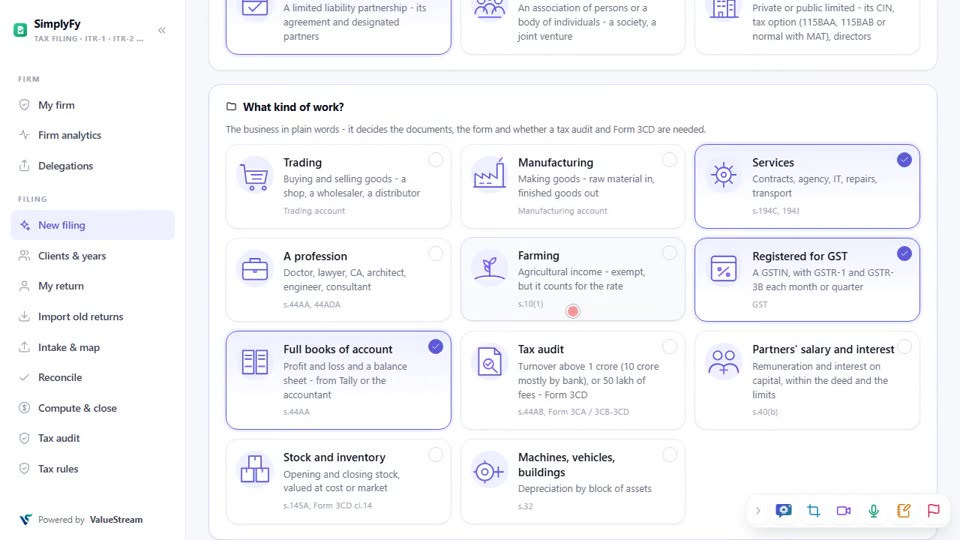 SimplyFy
TAX FILING · ITR-1 · ITR-2 ...
FIRM
My firm
Firm analytics
Delegations
FILING
New filing
Clients & years
My return
Import old returns
Intake & map
Reconcile
Compute & close
Tax audit
Tax rules
Powered by ValueStream
A limited liability partnership - its
agreement and designated
partners
An association of persons or a
body of individuals - a society, a
joint venture
Private or public limited - its CIN,
tax option (115BAA, 115BAB or
normal with MAT), directors
What kind of work?
The business in plain words - it decides the documents, the form and whether a tax audit and Form 3CD are needed.
Trading
Buying and selling goods - a
shop, a wholesaler, a distributor
Trading account
Manufacturing
Making goods - raw material in,
finished goods out
Manufacturing account
Services
Contracts, agency, IT, repairs,
transport
s.194C, 194J
A profession
Doctor, lawyer, CA, architect,
engineer, consultant
s.44AA, 44ADA
Farming
Agricultural income - exempt,
but it counts for the rate
s.10(1)
Registered for GST
A GSTIN, with GSTR-1 and GSTR-
3B each month or quarter
GST
Full books of account
Profit and loss and a balance
sheet - from Tally or the
accountant
s.44AA
Tax audit
Turnover above 1 crore (10 crore
mostly by bank), or 50 lakh of
fees - Form 3CD
s.44AB, Form 3CA / 3CB-3CD
Partners' salary and interest
Remuneration and interest on
capital, within the deed and the
limits
s.40(b)
Stock and inventory
Opening and closing stock,
valued at cost or market
s.145A, Form 3CD cl.14
Machines, vehicles,
buildings
Depreciation by block of assets
s.32